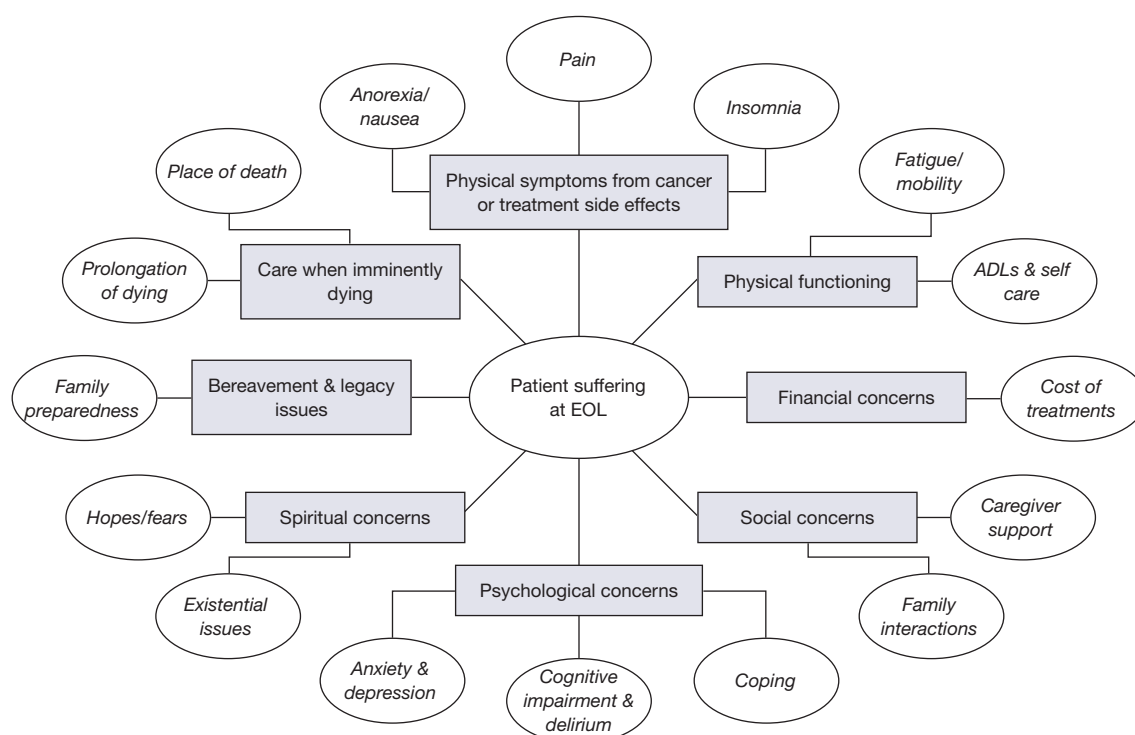 Pain
Anorexia/
nausea
Insomnia
Place of death
Physical symptoms from cancer
or treatment side effects
Fatigue/
mobility
Prolongation
of dying
Care when imminently
dying
Physical functioning
ADLs & self
care
Family
preparedness
Bereavement & legacy
issues
Patient suffering
at EOL
Financial concerns
Cost of
treatments
Hopes/fears
Spiritual concerns
Social concerns
Caregiver
support
Existential
issues
Psychological concerns
Family
interactions
Anxiety &
depression
Cognitive
impairment &
delirium
Coping